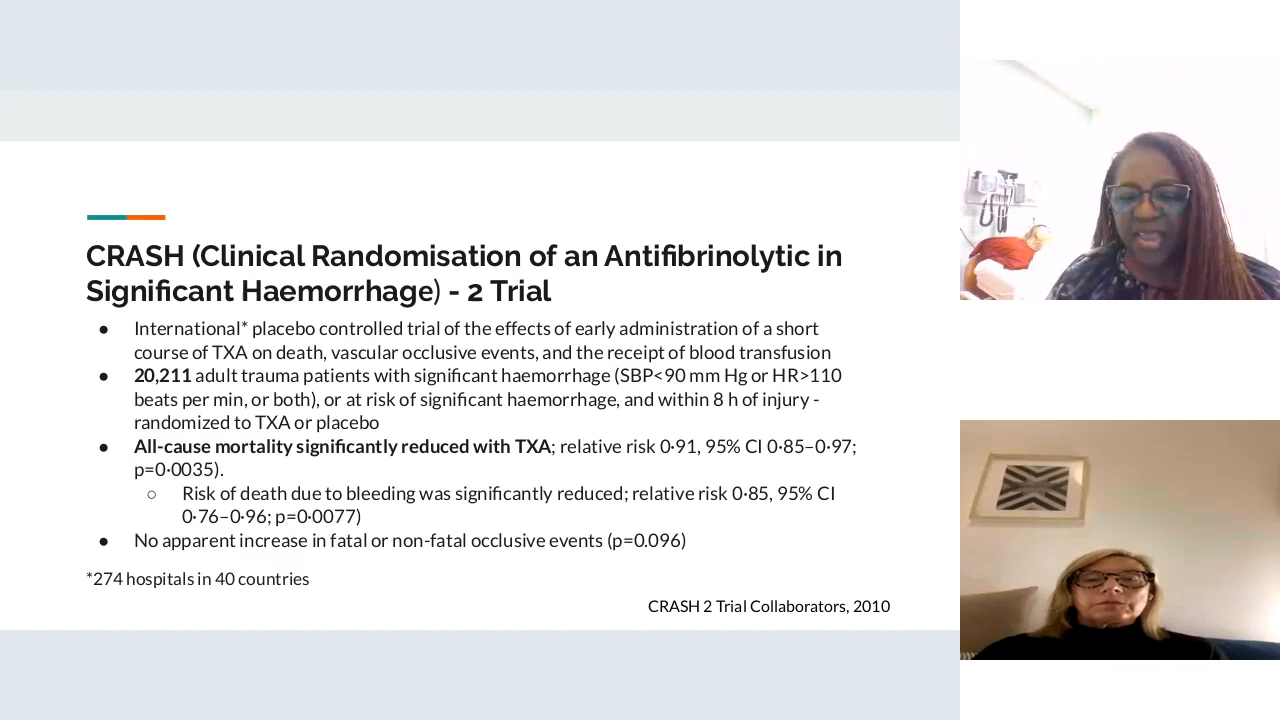 CRASH (Clinical Randomisation of an Antifibrinolytic in
Significant Haemorrhage) - 2 Trial
● International* placebo controlled trial of the effects of early administration of a short
course of TXA on death, vascular occlusive events, and the receipt of blood transfusion
● 20,211 adult trauma patients with significant haemorrhage (SBP<90 mm Hg or HR>110
beats per min, or both), or at risk of significant haemorrhage, and within 8 h of injury -
randomized to TXA or placebo
● All-cause mortality significantly reduced with TXA; relative risk 0·91, 95% CI 0·85–0·97;
p=0·0035).
○ Risk of death due to bleeding was significantly reduced; relative risk 0·85, 95% CI
0·76–0·96; p=0·0077)
● No apparent increase in fatal or non-fatal occlusive events (p=0.096)
*274 hospitals in 40 countries
CRASH 2 Trial Collaborators, 2010